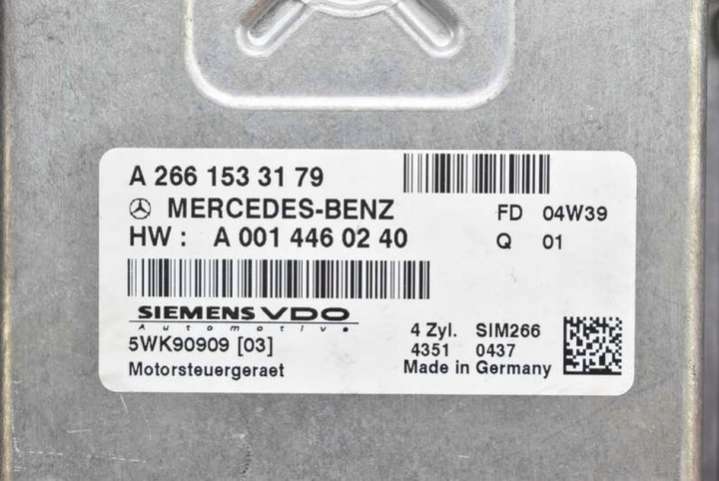 A 266 153 31 79
MERCEDES-BENZ FD 04W39
HW : A 001 446 02 40 Q 01
SIEMENS VDO
Automotive
5WK90909 [03] 4 Zyl. SIM266
4351 0437
Motorsteuergeraet Made in Germany